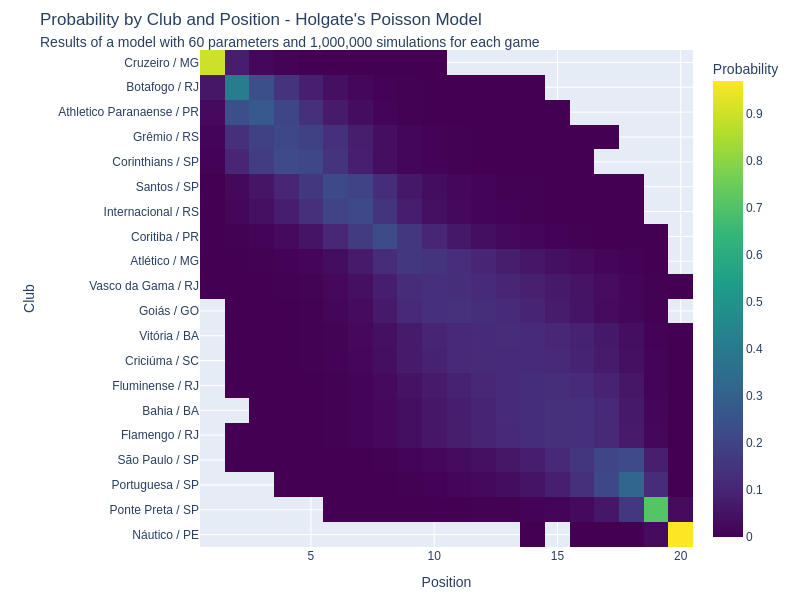 Probability by Club and Position - Holgate's Poisson Model
Results of a model with 60 parameters and 1,000,000 simulations for each game
Probability
Cruzeiro / MG
Botafogo / RJ
Athletico Paranaense / PR
Grêmio / RS
Corinthians / SP
Santos / SP
Internacional / RS
Coritiba / PR
Atlético / MG
Vasco da Gama / RJ
Goiás / GO
Vitória / BA
Criciúma / SC
Fluminense / RJ
Bahia / BA
Flamengo / RJ
São Paulo / SP
Portuguesa / SP
Ponte Preta / SP
Náutico / PE
Club
5
10
15
20
Position
0.9
0.8
0.7
0.6
0.5
0.4
0.3
0.2
0.1
0